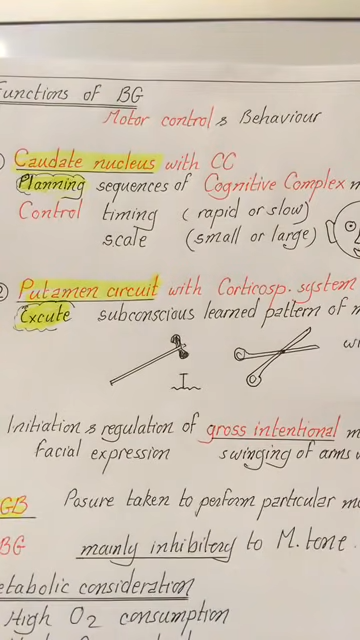 Functions of BG
Motor control & Behaviour
Caudate nucleus with CC
Planning sequences of Cognitive Complex
Control timing (rapid or slow)
scale (small or large)
2 Putamen circuit with Corticosp. system
Excute subconscious learned pattern of
Initiation & regulation of gross intentional
facial expression swinging of arms
GB Posure taken to perform particular
BG mainly inhibitory to M. tone.
etabolic consideration
High O2 consumption